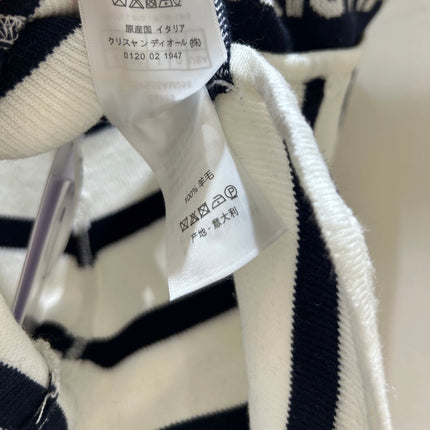 原産国 イタリア
クリスチャン ディオール (株)
0120 02 1947
100% 羊毛
产地 - 意大利